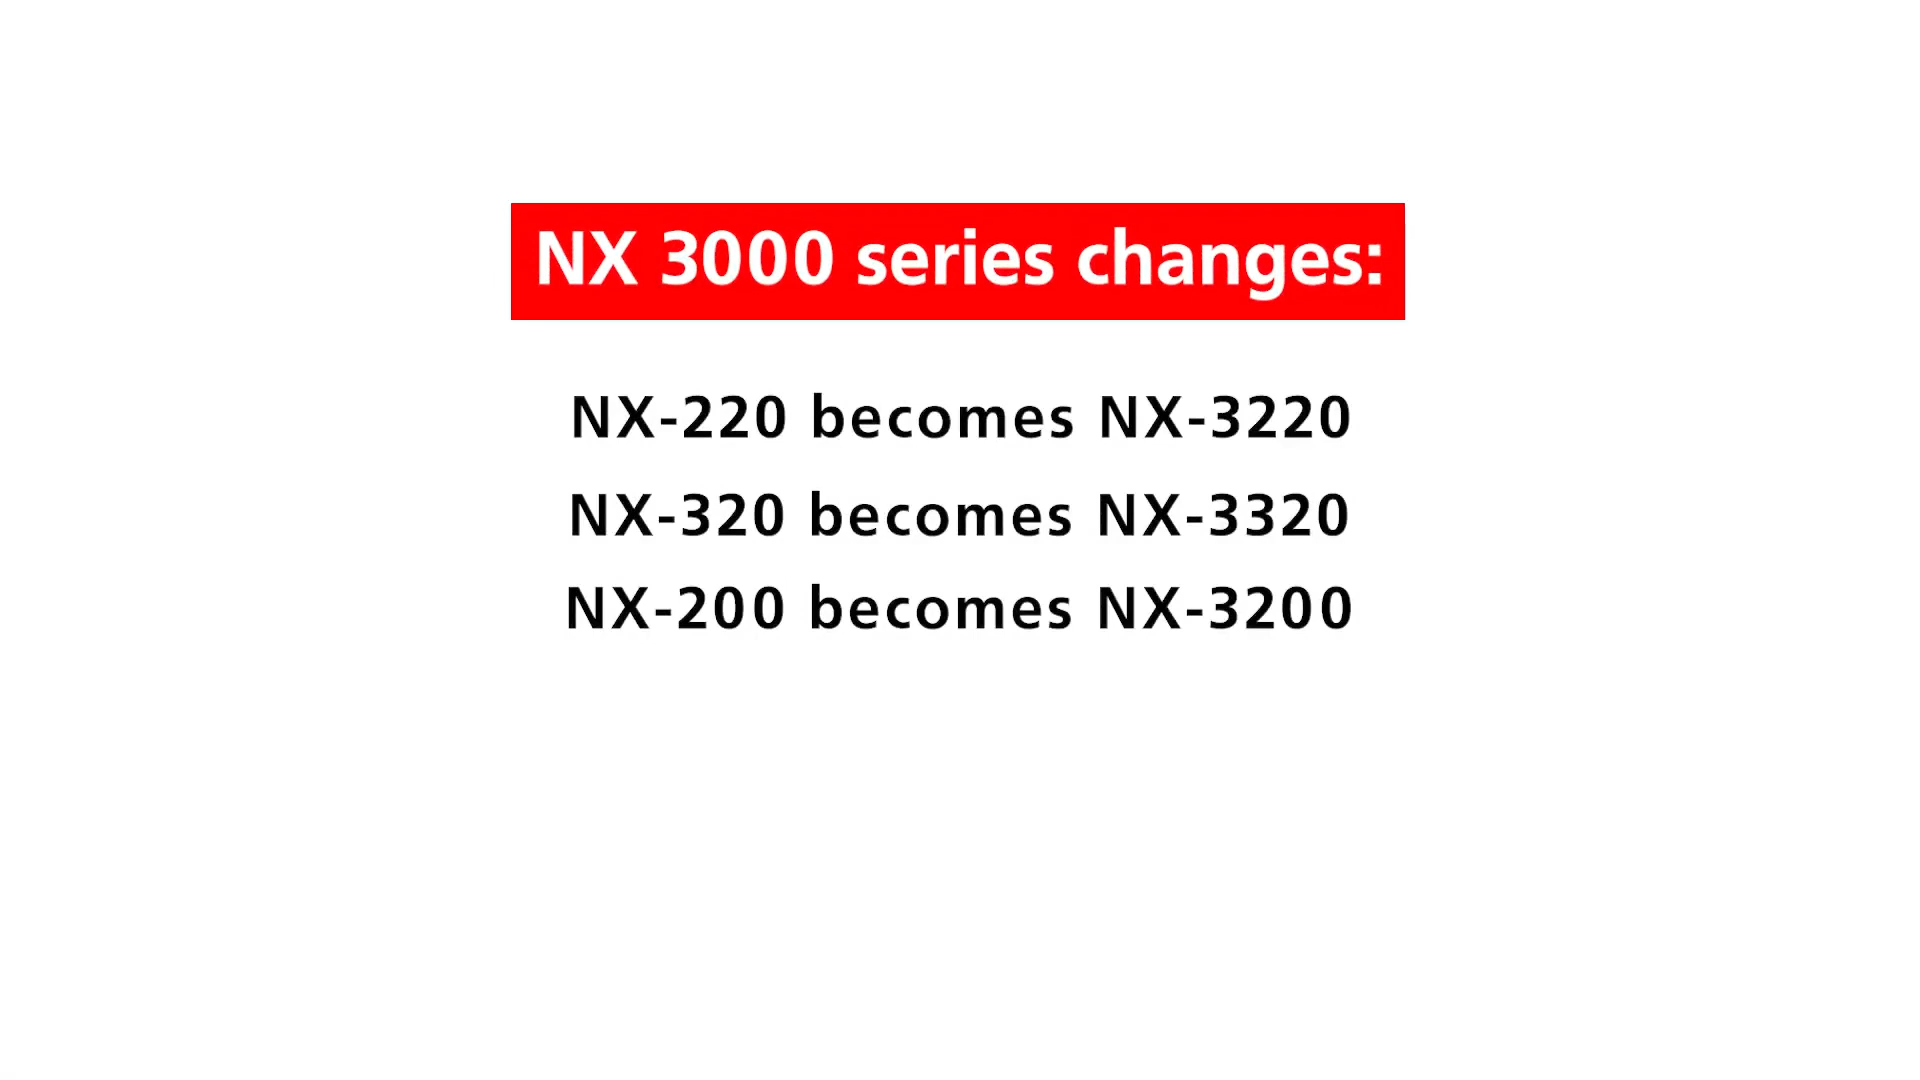 NX 3000 series changes:
NX-220 becomes NX-3220
NX-320 becomes NX-3320
NX-200 becomes NX-3200